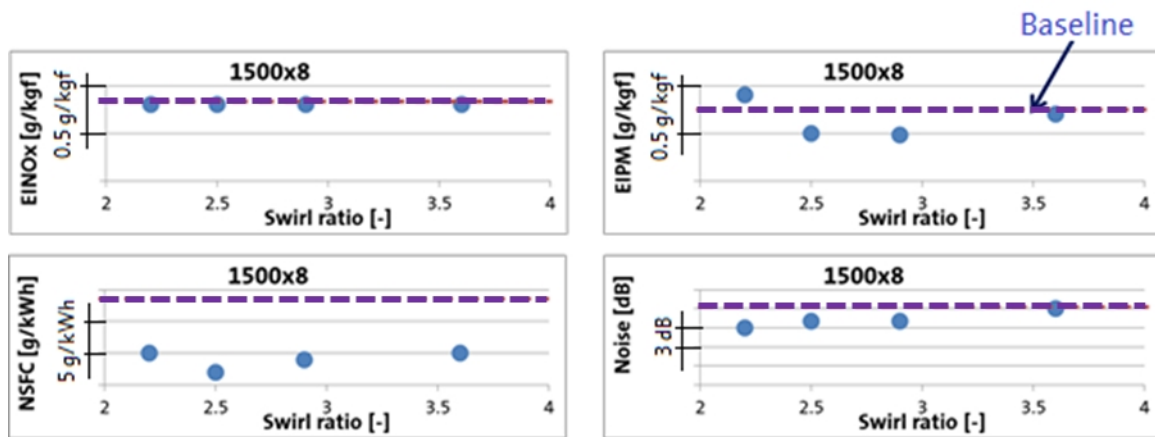 Baseline
1500x8
EINOx [g/kgf]
0.5 g/kgf
2 2.5 3 3.5 4
Swirl ratio [-]
1500x8
EIPM [g/kgf]
0.5 g/kgf
2 2.5 3 3.5 4
Swirl ratio [-]
1500x8
NSFC [g/kWh]
5 g/kWh
2 2.5 3 3.5 4
Swirl ratio [-]
1500x8
Noise [dB]
3 dB
2 2.5 3 3.5 4
Swirl ratio [-]